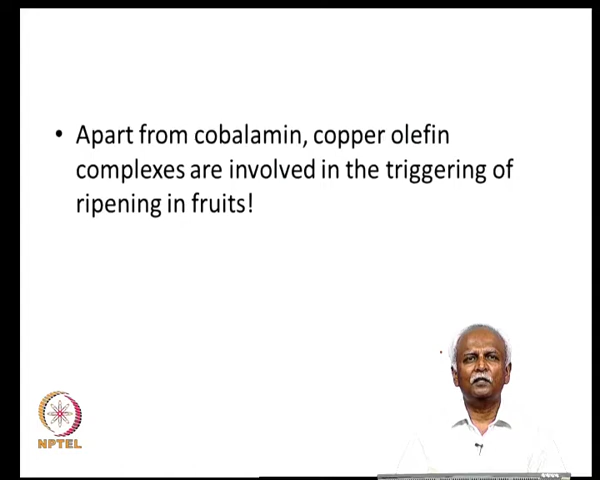 • Apart from cobalamin, copper olefin
complexes are involved in the triggering of
ripening in fruits!
NPTEL